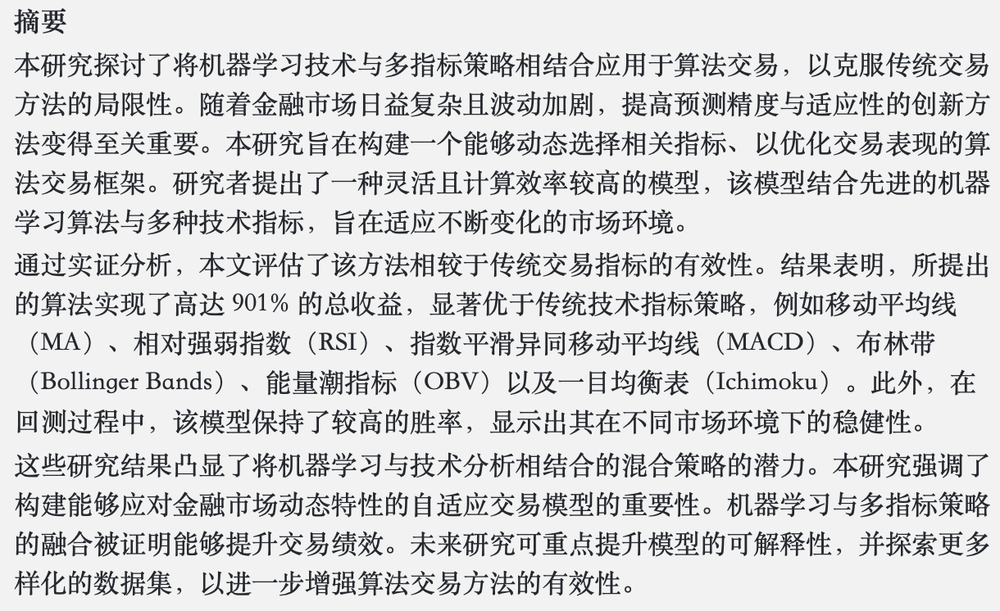 摘要
本研究探讨了将机器学习技术与多指标策略相结合应用于算法交易，以克服传统交易
方法的局限性。随着金融市场日益复杂且波动加剧，提高预测精度与适应性的创新方
法变得至关重要。本研究旨在构建一个能够动态选择相关指标、以优化交易表现的算
法交易框架。研究者提出了一种灵活且计算效率较高的模型，该模型结合先进的机器
学习算法与多种技术指标，旨在适应不断变化的市场环境。
通过实证分析，本文评估了该方法相较于传统交易指标的有效性。结果表明，所提出
的算法实现了高达 901% 的总收益，显著优于传统技术指标策略，例如移动平均线
（MA）、相对强弱指数（RSI）、指数平滑异同移动平均线（MACD）、布林带
（Bollinger Bands）、能量潮指标（OBV）以及一目均衡表（Ichimoku）。此外，在
回测过程中，该模型保持了较高的胜率，显示出其在不同市场环境下的稳健性。
这些研究结果凸显了将机器学习与技术分析相结合的混合策略的潜力。本研究强调了
构建能够应对金融市场动态特性的自适应交易模型的重要性。机器学习与多指标策略
的融合被证明能够提升交易绩效。未来研究可重点提升模型的可解释性，并探索更多
样化的数据集，以进一步增强算法交易方法的有效性。